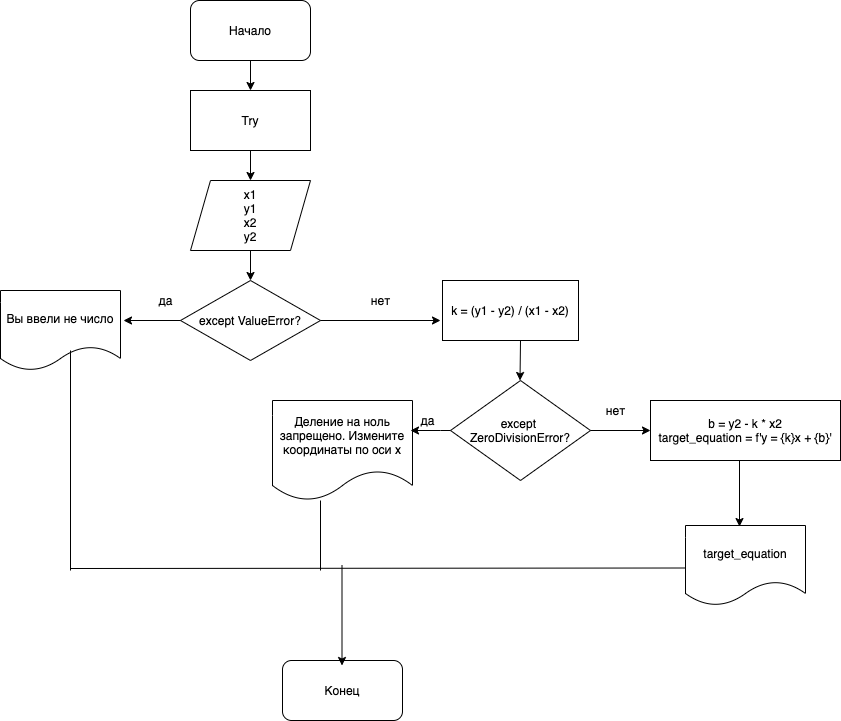 Начало
Try
x1
y1
x2
y2
да
нет
Вы ввели не число
except ValueError?
k = (y1 - y2) / (x1 - x2)
Деление на ноль
запрещено. Измените
координаты по оси x
да
except
ZeroDivisionError?
нет
b = y2 - k * x2
target_equation = f'y = {k}x + {b}'
target_equation
Конец